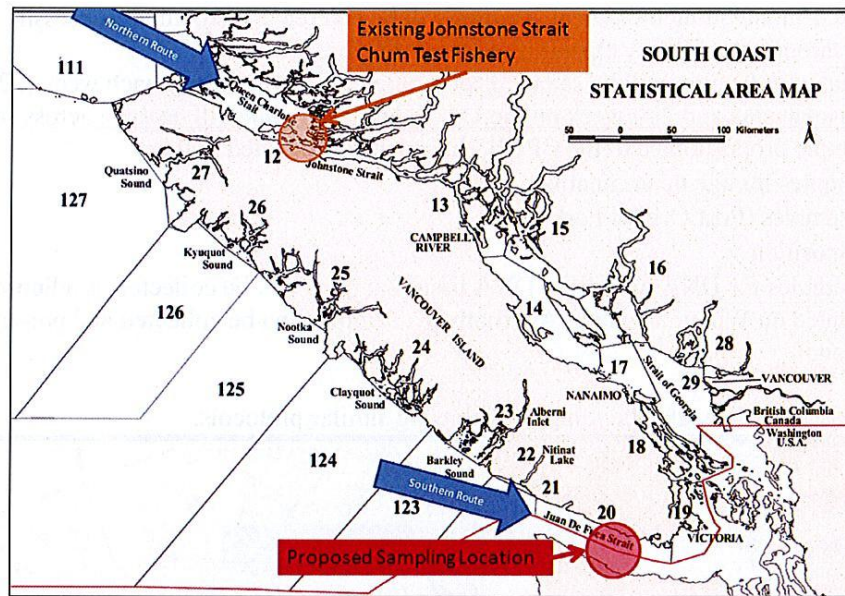 Northern Route
Existing Johnstone Strait
Chum Test Fishery
SOUTH COAST
STATISTICAL AREA MAP
50 0 50 100 Kilometers
111
Queen Charlotte
Strait
12
Johnstone Strait
127
Quatsino
Sound
27
13
CAMPBELL
RIVER
15
26
Kyuquot
Sound
16
126
25
Nootka
Sound
VANCOUVER ISLAND
14
28
125
24
17
Strait of Georgia
29
VANCOUVER
Clayquot
Sound
NANAIMO
British Columbia
Canada
Washington
U.S.A.
23
Alberni
Inlet
124
22
Nitinat
Lake
18
Barkley
Sound
21
123
Southern Route
20
19
Juan De Fuca Strait
VICTORIA
Proposed Sampling Location